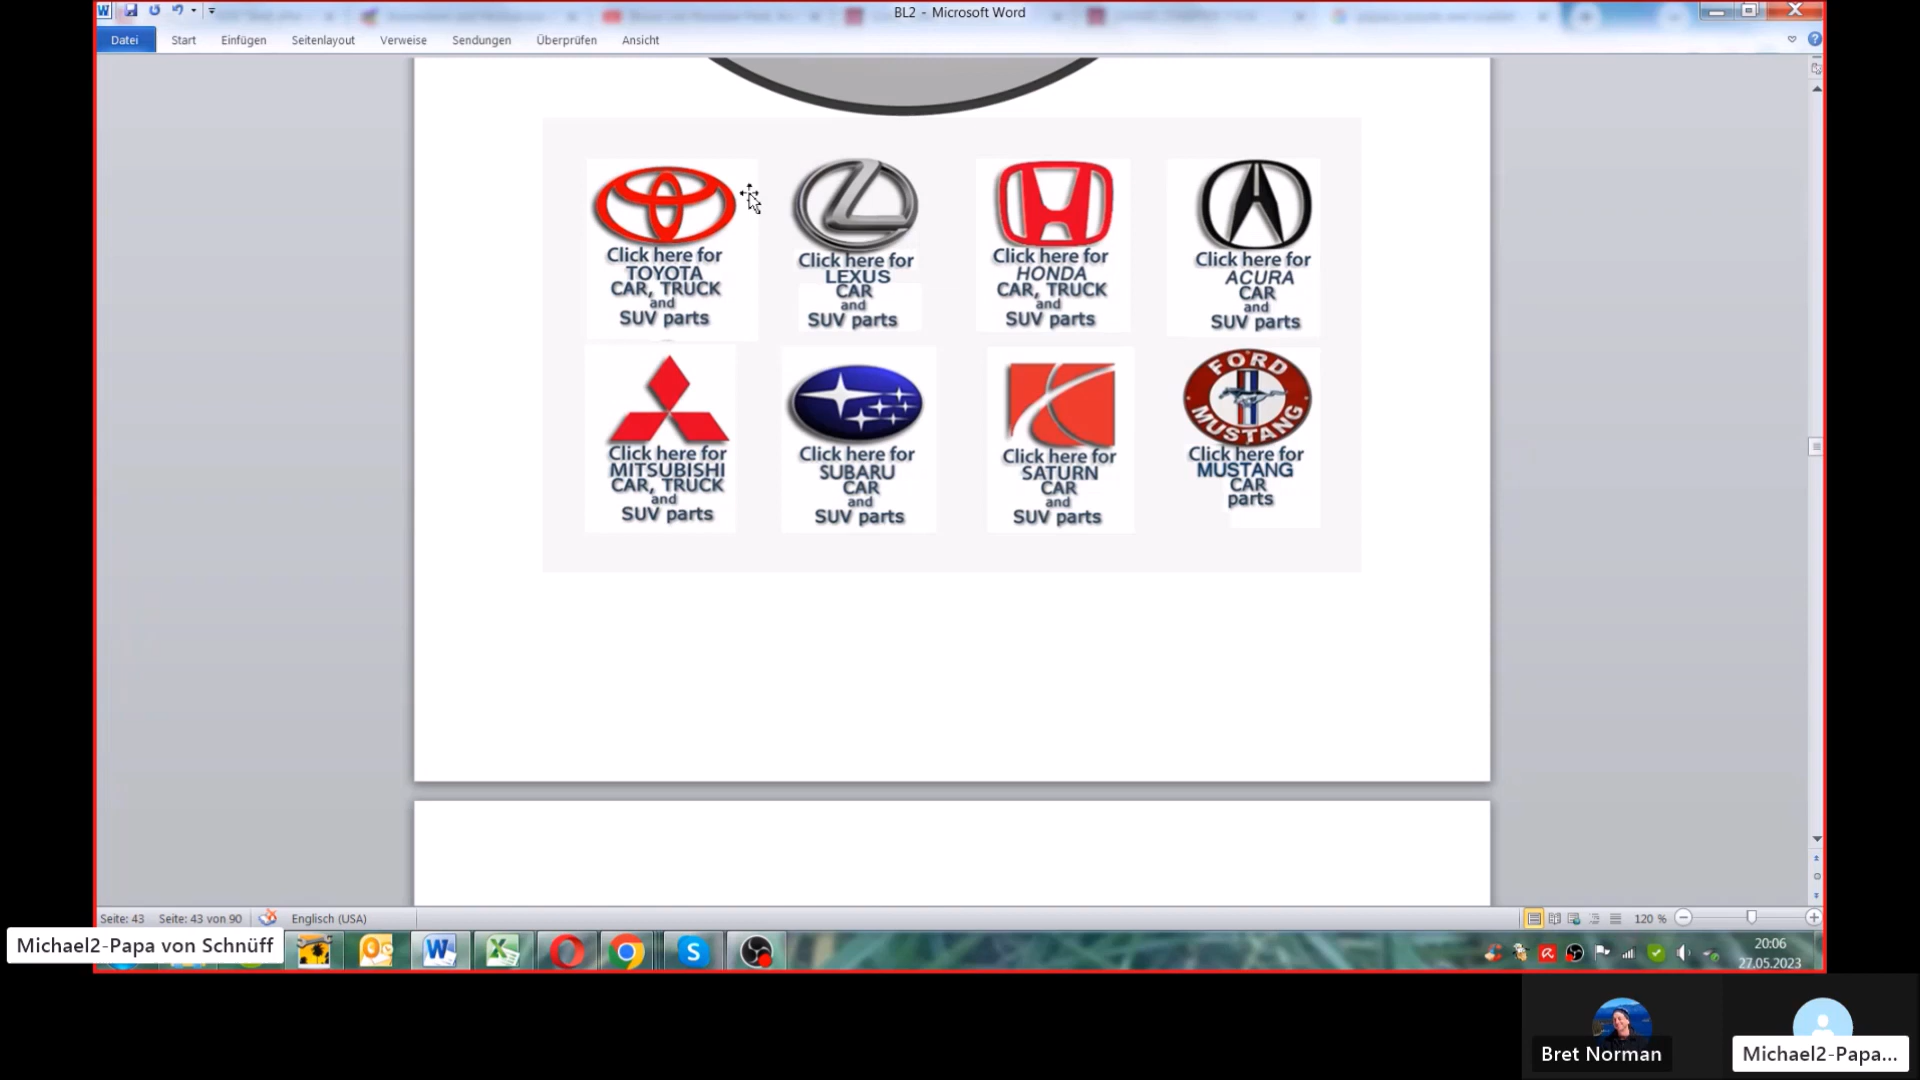 BL2 - Microsoft Word
Datei Start Einfügen Seitenlayout Verweise Sendungen Überprüfen Ansicht
Click here for
TOYOTA
CAR, TRUCK
and
SUV parts
Click here for
LEXUS
CAR
and
SUV parts
Click here for
HONDA
CAR, TRUCK
and
SUV parts
Click here for
ACURA
CAR
and
SUV parts
Click here for
MITSUBISHI
CAR, TRUCK
and
SUV parts
Click here for
SUBARU
CAR
and
SUV parts
Click here for
SATURN
CAR
and
SUV parts
FORD
MUSTANG
Click here for
MUSTANG
CAR
parts
Seite: 43 Seite: 43 von 90 Englisch (USA) 120 %
Michael2-Papa von Schnüff
20:06
27.05.2023
Bret Norman
Michael2-Papa...